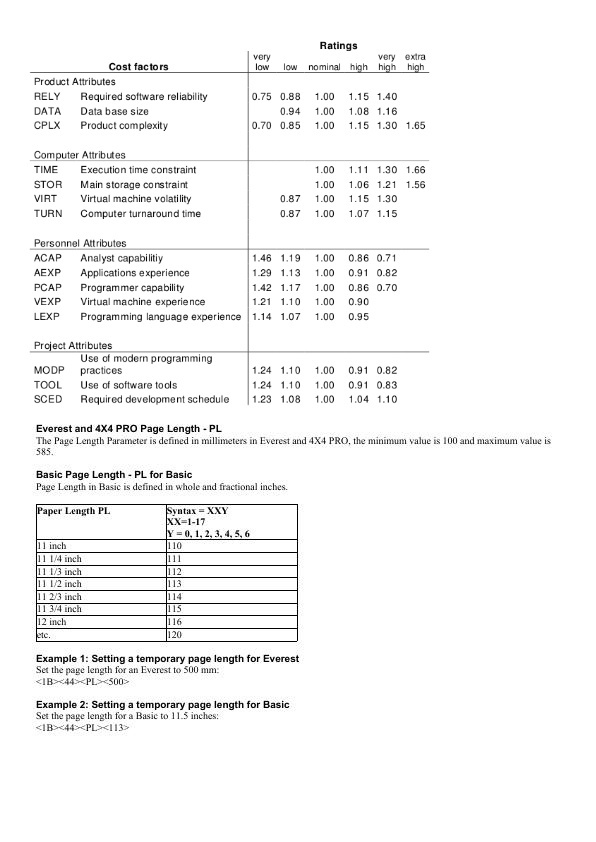 Ratings
Cost factors very low low nominal high very high extra high
Product Attributes
RELY Required software reliability 0.75 0.88 1.00 1.15 1.40
DATA Data base size 0.94 1.00 1.08 1.16
CPLX Product complexity 0.70 0.85 1.00 1.15 1.30 1.65
Computer Attributes
TIME Execution time constraint 1.00 1.11 1.30 1.66
STOR Main storage constraint 1.00 1.06 1.21 1.56
VIRT Virtual machine volatility 0.87 1.00 1.15 1.30
TURN Computer turnaround time 0.87 1.00 1.07 1.15
Personnel Attributes
ACAP Analyst capabilitiy 1.46 1.19 1.00 0.86 0.71
AEXP Applications experience 1.29 1.13 1.00 0.91 0.82
PCAP Programmer capability 1.42 1.17 1.00 0.86 0.70
VEXP Virtual machine experience 1.21 1.10 1.00 0.90
LEXP Programming language experience 1.14 1.07 1.00 0.95
Project Attributes
Use of modern programming
MODP practices 1.24 1.10 1.00 0.91 0.82
TOOL Use of software tools 1.24 1.10 1.00 0.91 0.83
SCED Required development schedule 1.23 1.08 1.00 1.04 1.10
Everest and 4X4 PRO Page Length - PL
The Page Length Parameter is defined in millimeters in Everest and 4X4 PRO, the minimum value is 100 and maximum value is
585.
Basic Page Length - PL for Basic
Page Length in Basic is defined in whole and fractional inches.
Paper Length PL Syntax = XXY
XX=1-17
Y = 0, 1, 2, 3, 4, 5, 6
11 inch 110
11 1/4 inch 111
11 1/3 inch 112
11 1/2 inch 113
11 2/3 inch 114
11 3/4 inch 115
12 inch 116
etc. 120
Example 1: Setting a temporary page length for Everest
Set the page length for an Everest to 500 mm:
<1B><44><PL><500>
Example 2: Setting a temporary page length for Basic
Set the page length for a Basic to 11.5 inches:
<1B><44><PL><113>